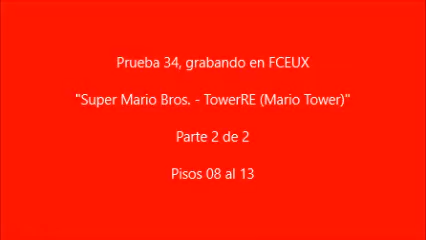 Prueba 34, grabando en FCEUX
"Super Mario Bros. - TowerRE (Mario Tower)"
Parte 2 de 2
Pisos 08 al 13